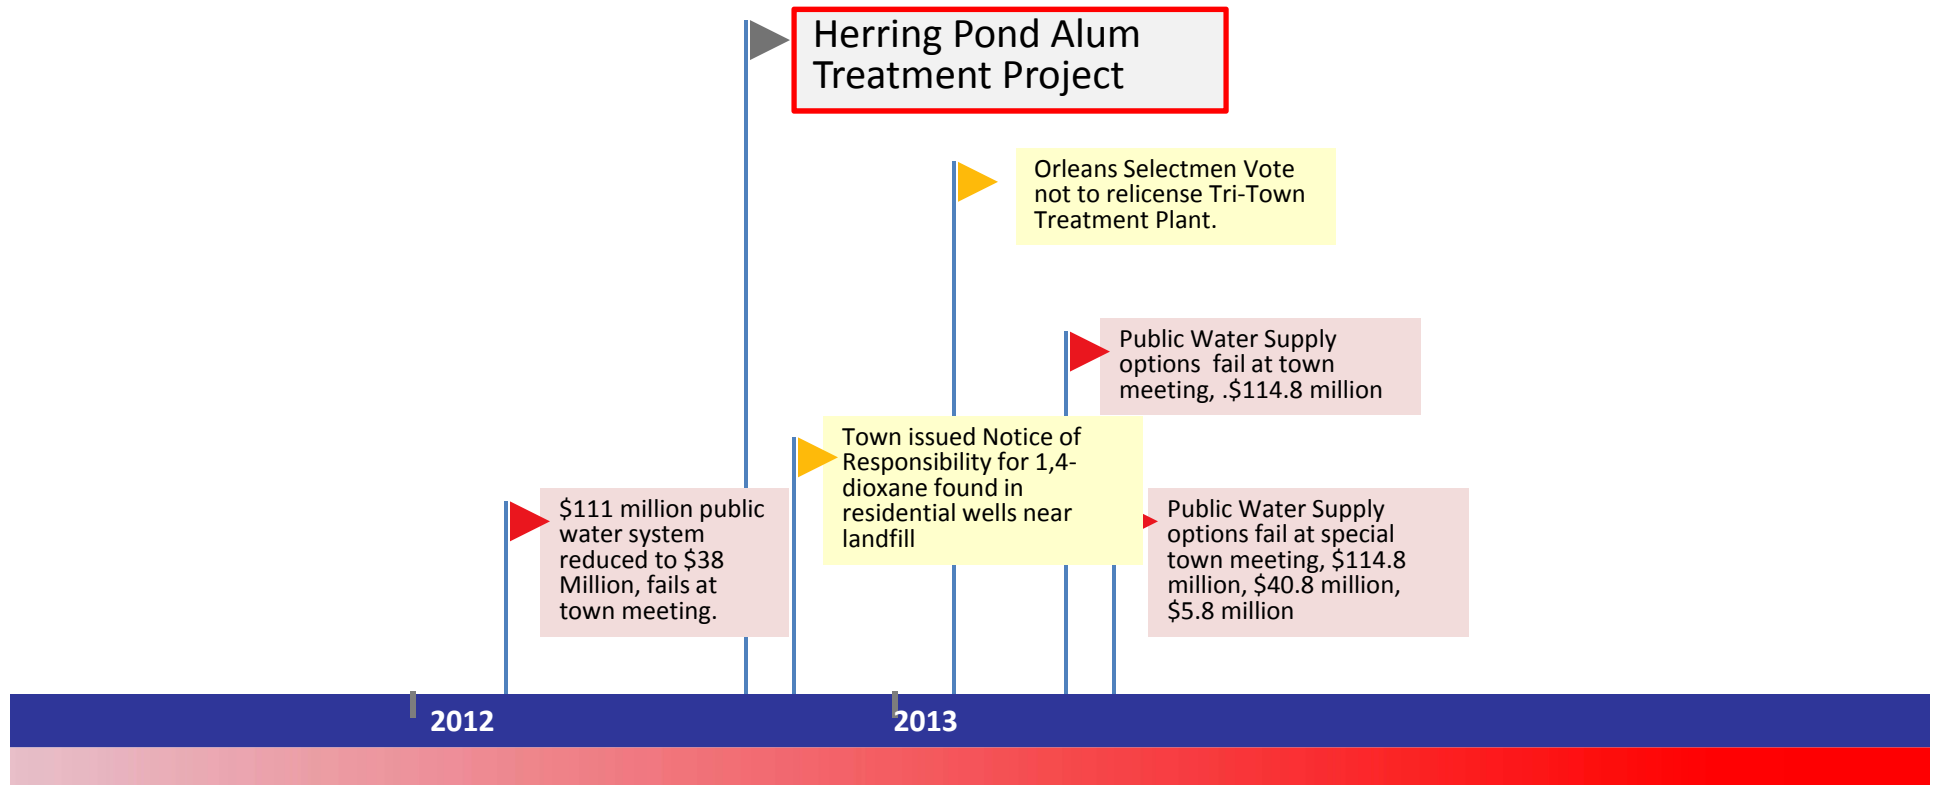 Herring Pond Alum
Treatment Project
Orleans Selectmen Vote
not to relicense Tri-Town
Treatment Plant.
Public Water Supply
options  fail at town
meeting, .$114.8 million
Town issued Notice of
Responsibility for 1,4-
dioxane found in
residential wells near
landfill
$111 million public
water system
reduced to $38
Million, fails at
town meeting.
Public Water Supply
options fail at special
town meeting, $114.8
million, $40.8 million,
$5.8 million
2012
2013